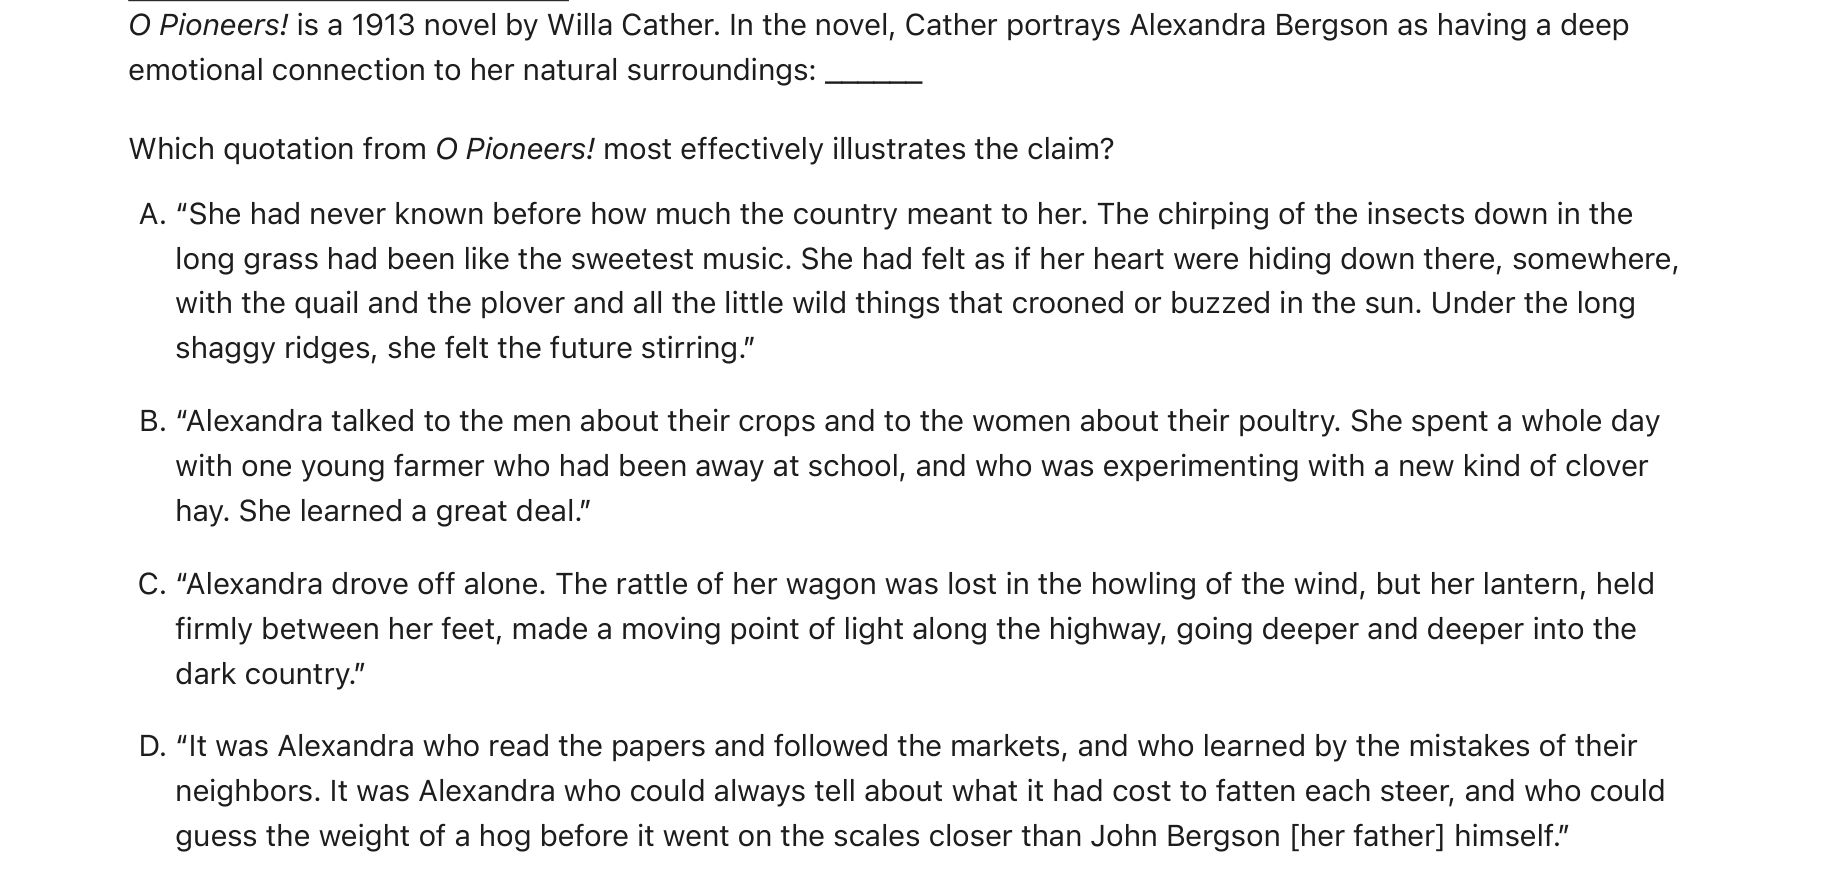 O Pioneers! is a 1913 novel by Willa Cather. In the novel, Cather portrays Alexandra Bergson as having a deep
emotional connection to her natural surroundings: ______
Which quotation from O Pioneers! most effectively illustrates the claim?
A. “She had never known before how much the country meant to her. The chirping of the insects down in the
long grass had been like the sweetest music. She had felt as if her heart were hiding down there, somewhere,
with the quail and the plover and all the little wild things that crooned or buzzed in the sun. Under the long
shaggy ridges, she felt the future stirring.”
B. “Alexandra talked to the men about their crops and to the women about their poultry. She spent a whole day
with one young farmer who had been away at school, and who was experimenting with a new kind of clover
hay. She learned a great deal.”
C. “Alexandra drove off alone. The rattle of her wagon was lost in the howling of the wind, but her lantern, held
firmly between her feet, made a moving point of light along the highway, going deeper and deeper into the
dark country.”
D. “It was Alexandra who read the papers and followed the markets, and who learned by the mistakes of their
neighbors. It was Alexandra who could always tell about what it had cost to fatten each steer, and who could
guess the weight of a hog before it went on the scales closer than John Bergson [her father] himself.”